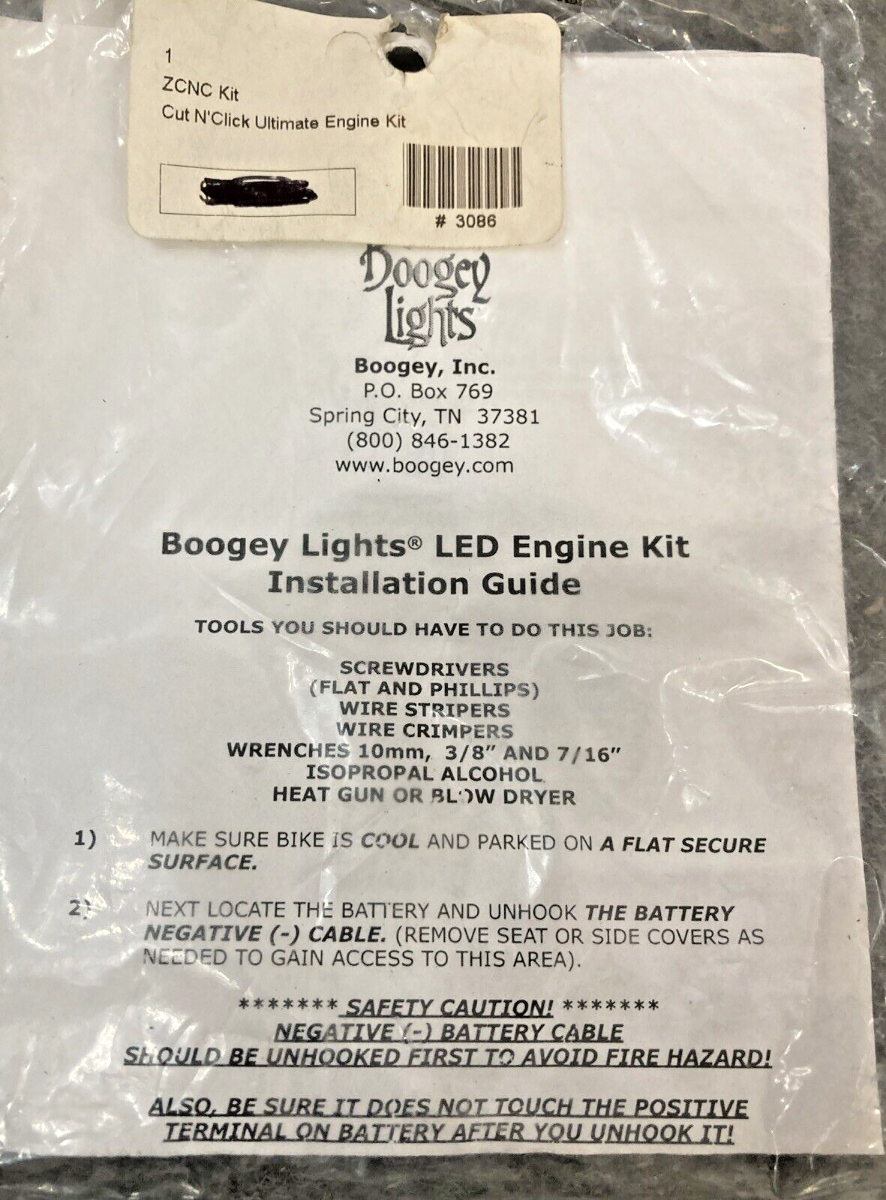 1
ZCNC Kit
Cut N'Click Ultimate Engine Kit
# 3086
Boogey
Lights
Boogey, Inc.
P.O. Box 769
Spring City, TN 37381
(800) 846-1382
www.boogey.com
Boogey Lights® LED Engine Kit
Installation Guide
TOOLS YOU SHOULD HAVE TO DO THIS JOB:
SCREWDRIVERS
(FLAT AND PHILLIPS)
WIRE STRIPERS
WIRE CRIMPERS
WRENCHES 10mm, 3/8" AND 7/16"
ISOPROPAL ALCOHOL
HEAT GUN OR BLOW DRYER
1) MAKE SURE BIKE IS COOL AND PARKED ON A FLAT SECURE
SURFACE.
2) NEXT LOCATE THE BATTERY AND UNHOOK THE BATTERY
NEGATIVE (-) CABLE. (REMOVE SEAT OR SIDE COVERS AS
NEEDED TO GAIN ACCESS TO THIS AREA).
******* SAFETY CAUTION! *******
NEGATIVE (-) BATTERY CABLE
SHOULD BE UNHOOKED FIRST TO AVOID FIRE HAZARD!
ALSO, BE SURE IT DOES NOT TOUCH THE POSITIVE
TERMINAL ON BATTERY AFTER YOU UNHOOK IT!